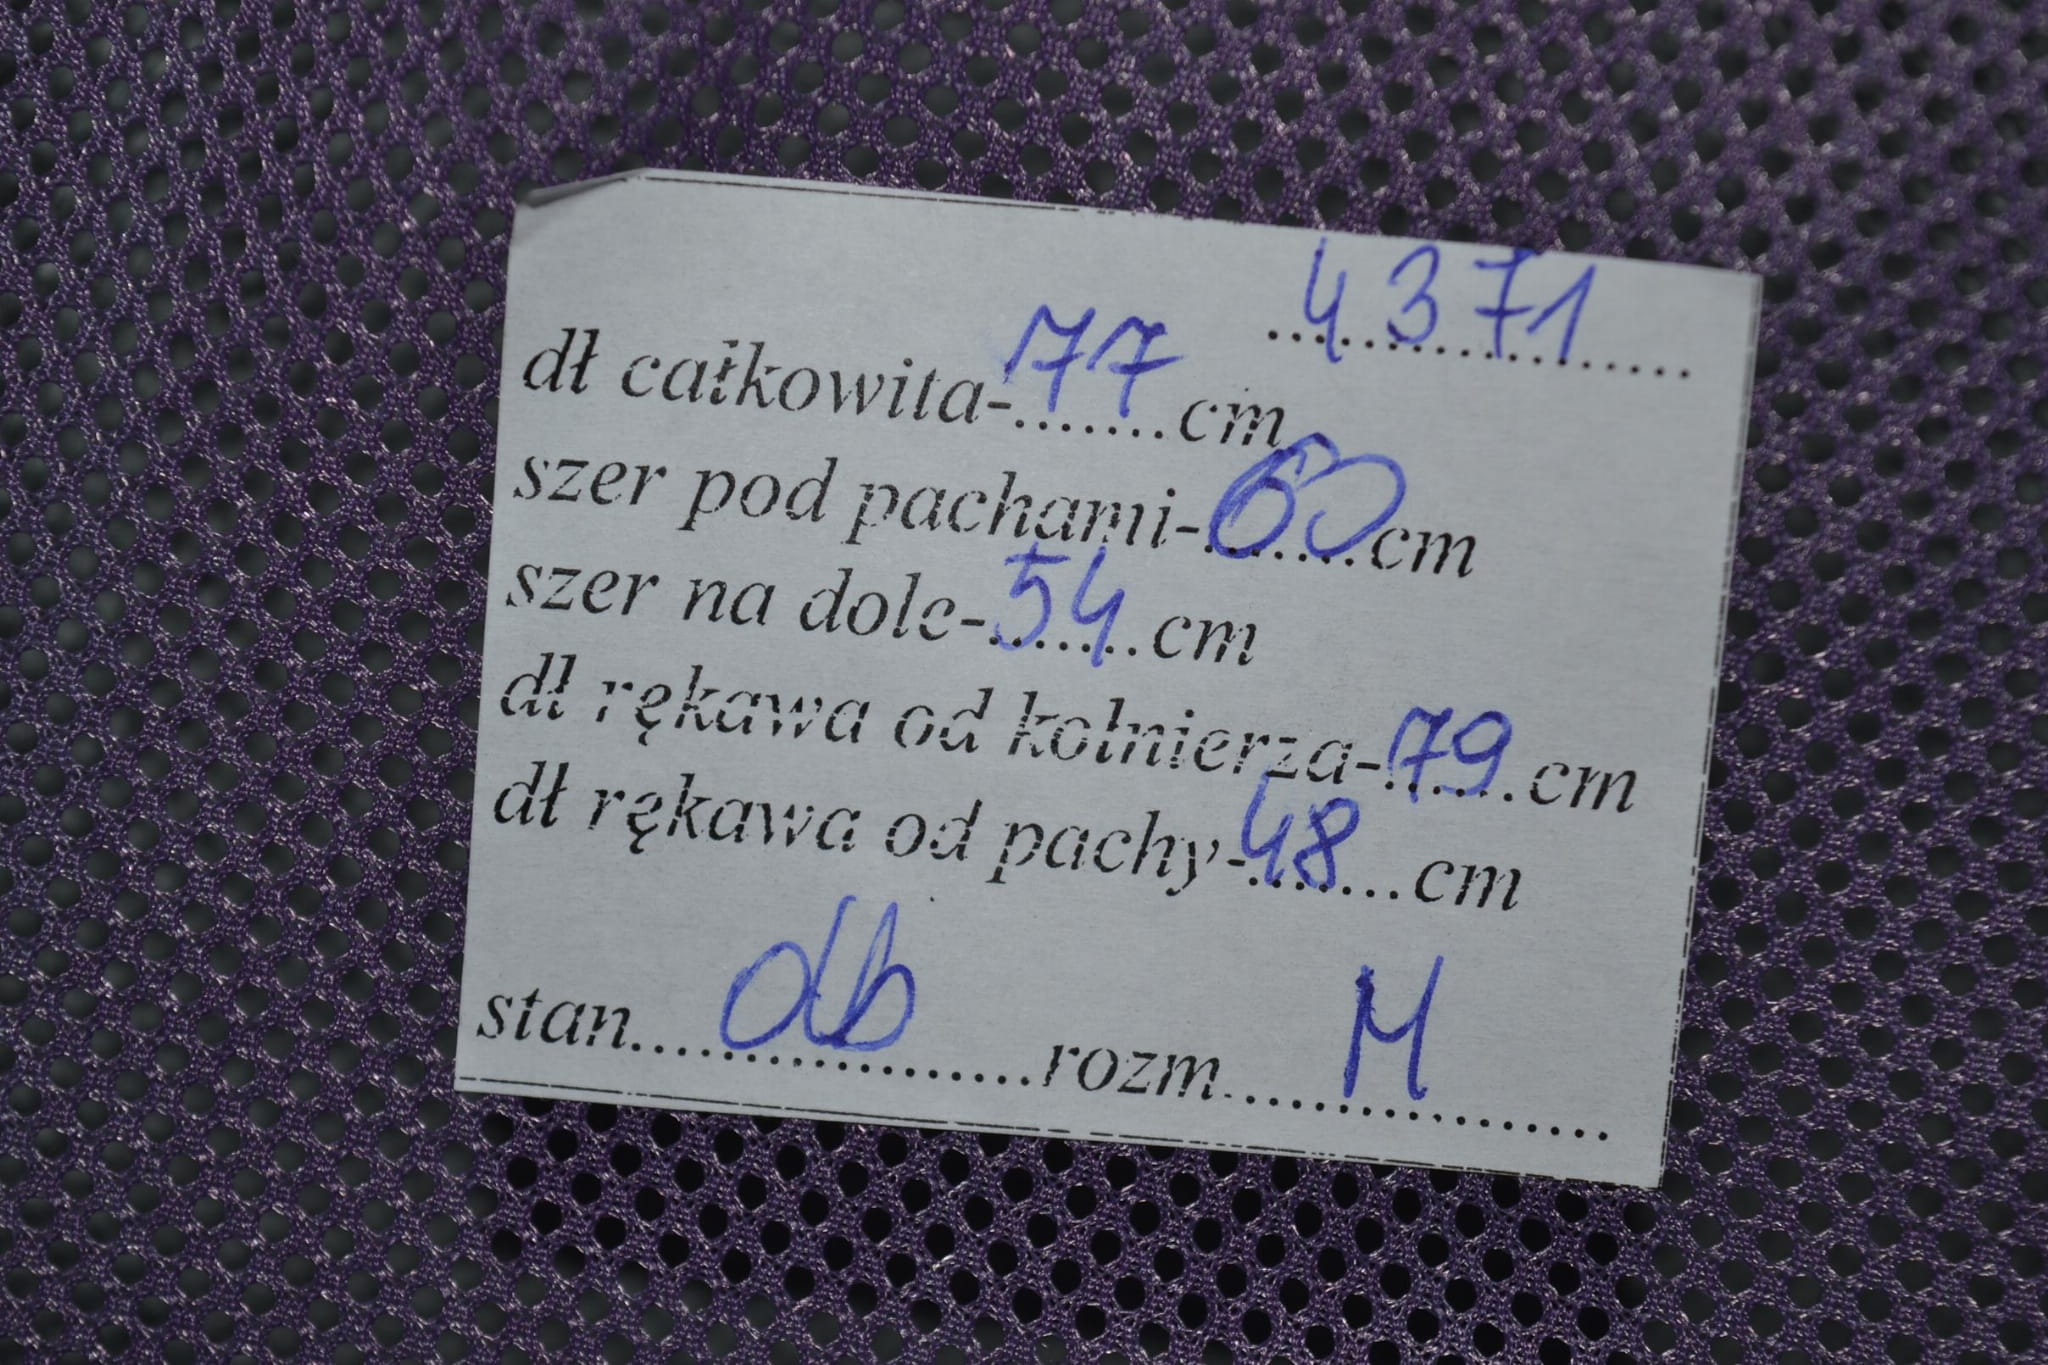 4371
dł całkowita-77cm
szer pod pachami-60cm
szer na dole-54cm
dł rękawa od kołnierza-79cm
dł rękawa od pachy-48cm
stan db rozm M